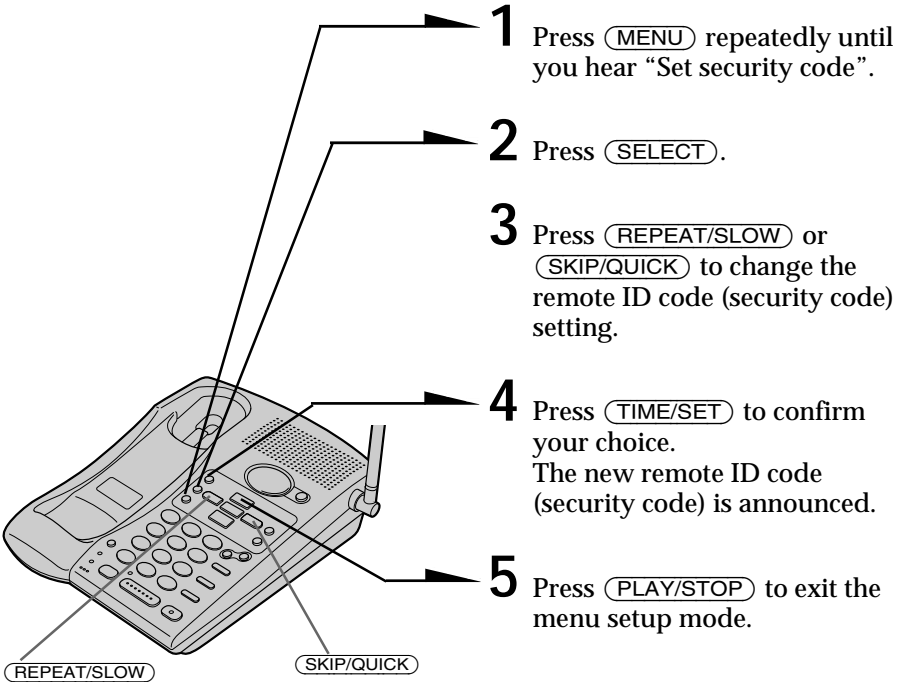 1 Press MENU repeatedly until
you hear “Set security code”.
2 Press SELECT.
3 Press REPEAT/SLOW or
SKIP/QUICK to change the
remote ID code (security code)
setting.
4 Press TIME/SET to confirm
your choice.
The new remote ID code
(security code) is announced.
5 Press PLAY/STOP to exit the
menu setup mode.
REPEAT/SLOW
SKIP/QUICK